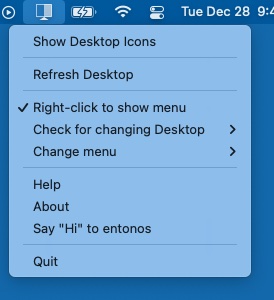 Tue Dec 28 9:4
Show Desktop Icons
Refresh Desktop
Right-click to show menu
Check for changing Desktop
Change menu
Help
About
Say "Hi" to entonos
Quit